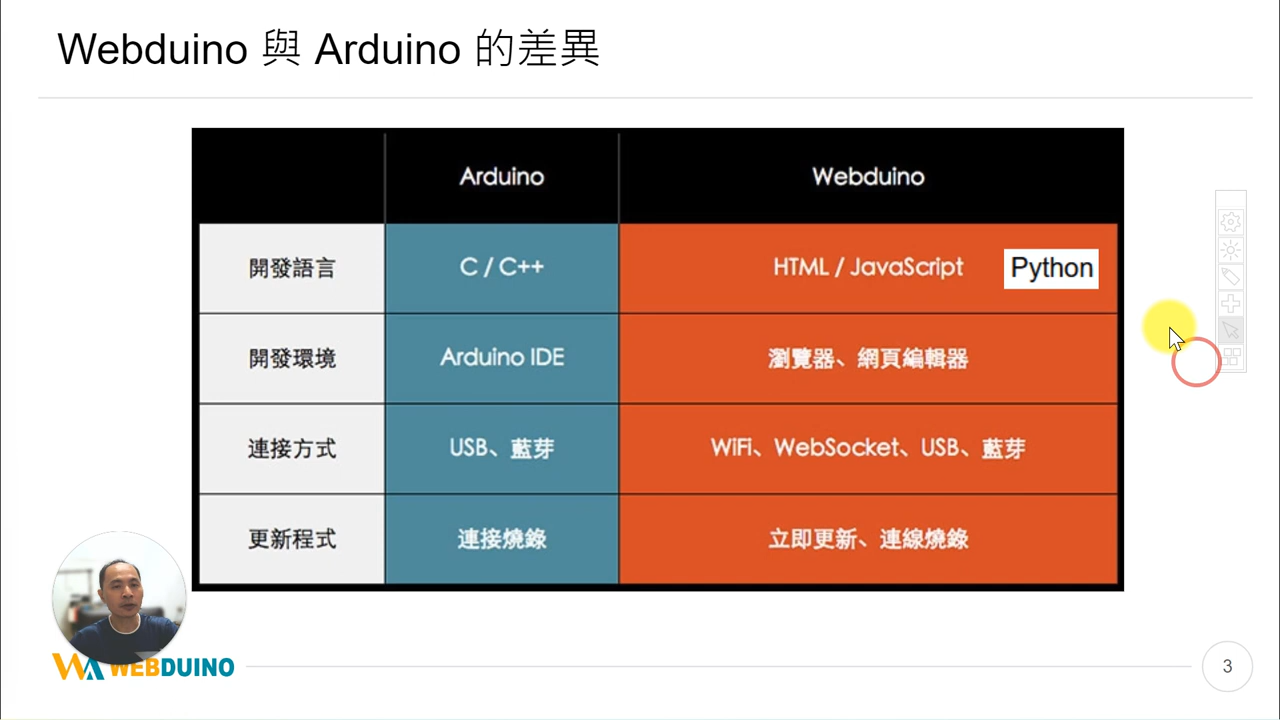 Webduino 與 Arduino 的差異
Arduino Webduino
開發語言 C / C++ HTML / JavaScript Python
開發環境 Arduino IDE 瀏覽器、網頁編輯器
連接方式 USB、藍芽 WiFi、WebSocket、USB、藍芽
更新程式 連接燒錄 立即更新、連線燒錄
WEBDUINO
3